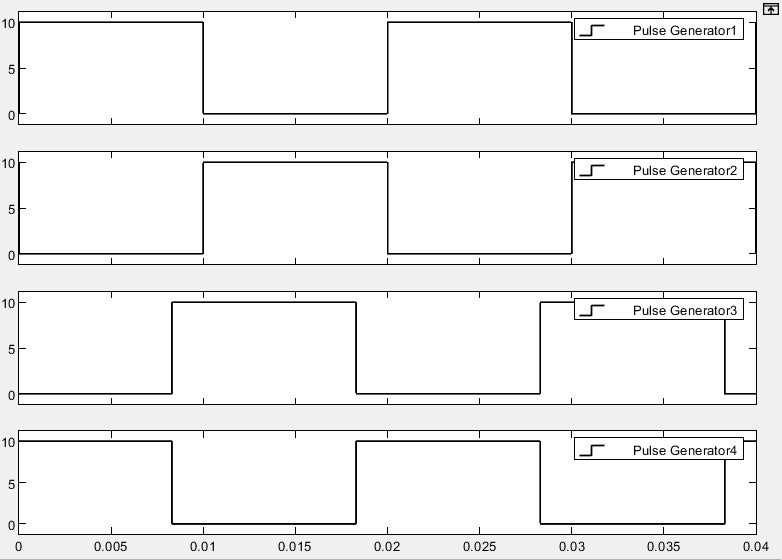 10
Pulse Generator1
5
0
10
Pulse Generator2
5
0
10
Pulse Generator3
5
0
10
Pulse Generator4
5
0
0 0.005 0.01 0.015 0.02 0.025 0.03 0.035 0.04